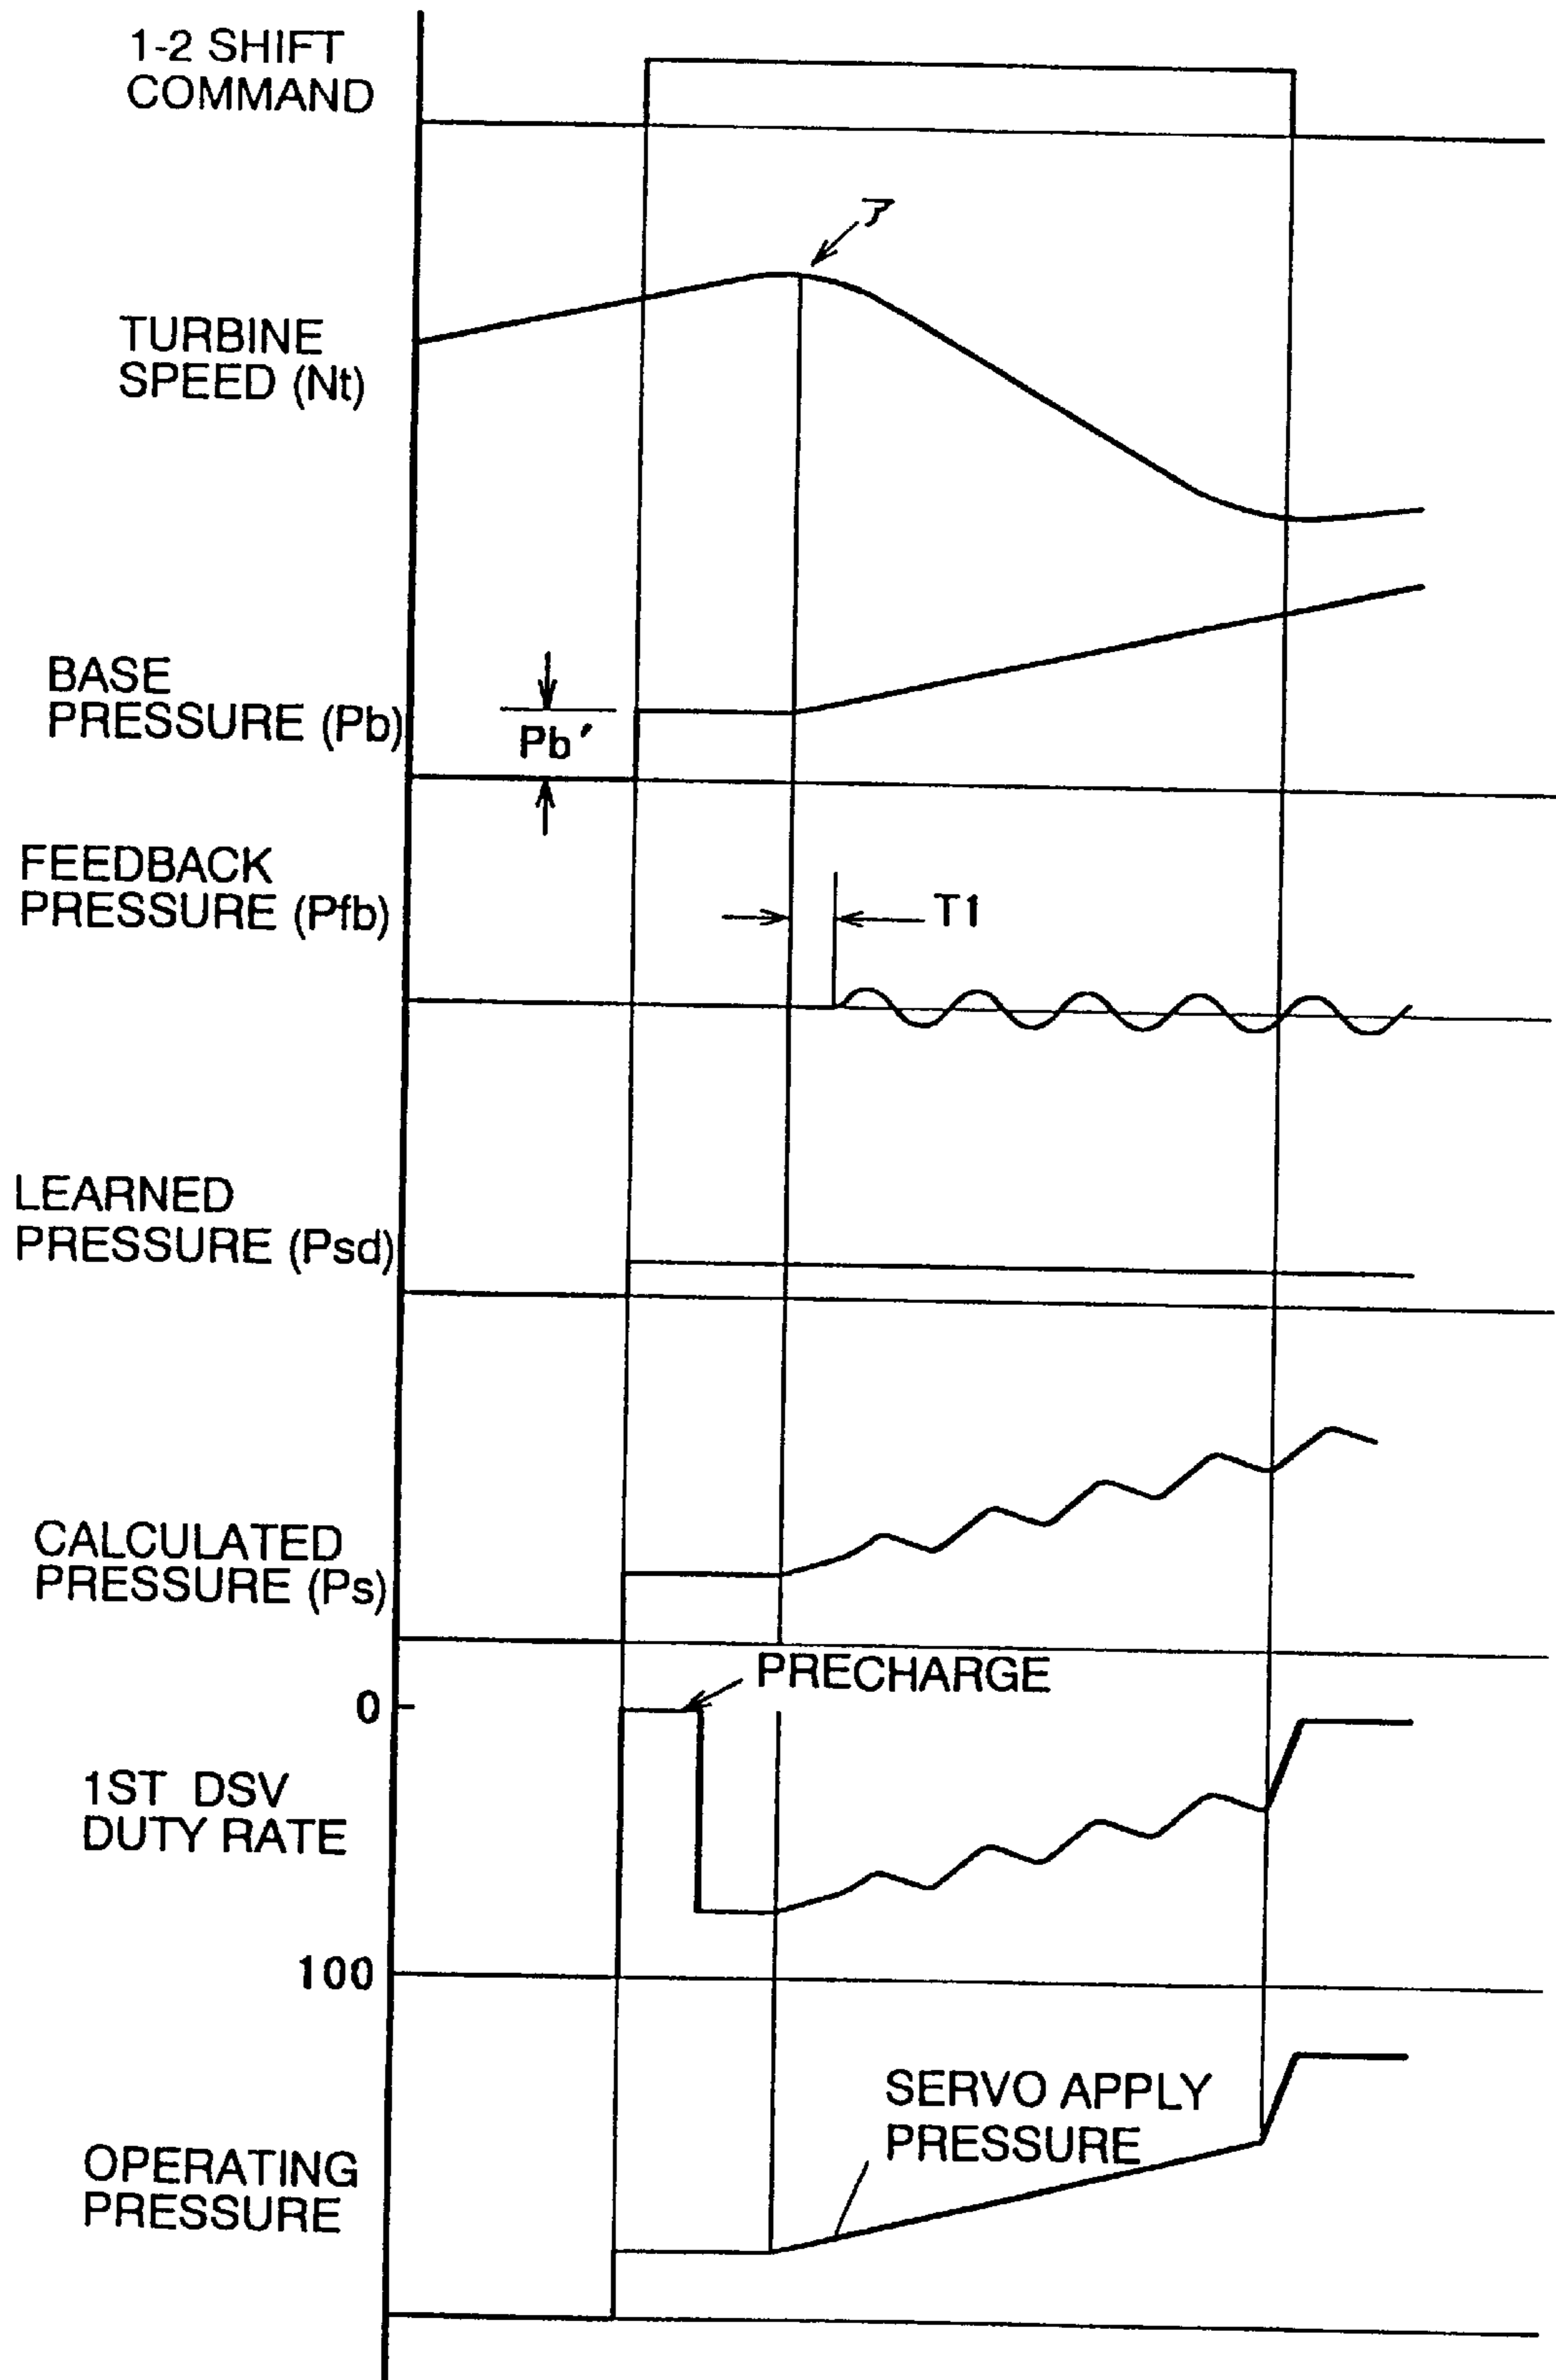 1-2 SHIFT
COMMAND
ア
TURBINE
SPEED (Nt)
BASE
PRESSURE (Pb)
Pb′
FEEDBACK
PRESSURE (Pfb)
T1
LEARNED
PRESSURE (Psd)
CALCULATED
PRESSURE (Ps)
PRECHARGE
0
1ST DSV
DUTY RATE
100
SERVO APPLY
PRESSURE
OPERATING
PRESSURE